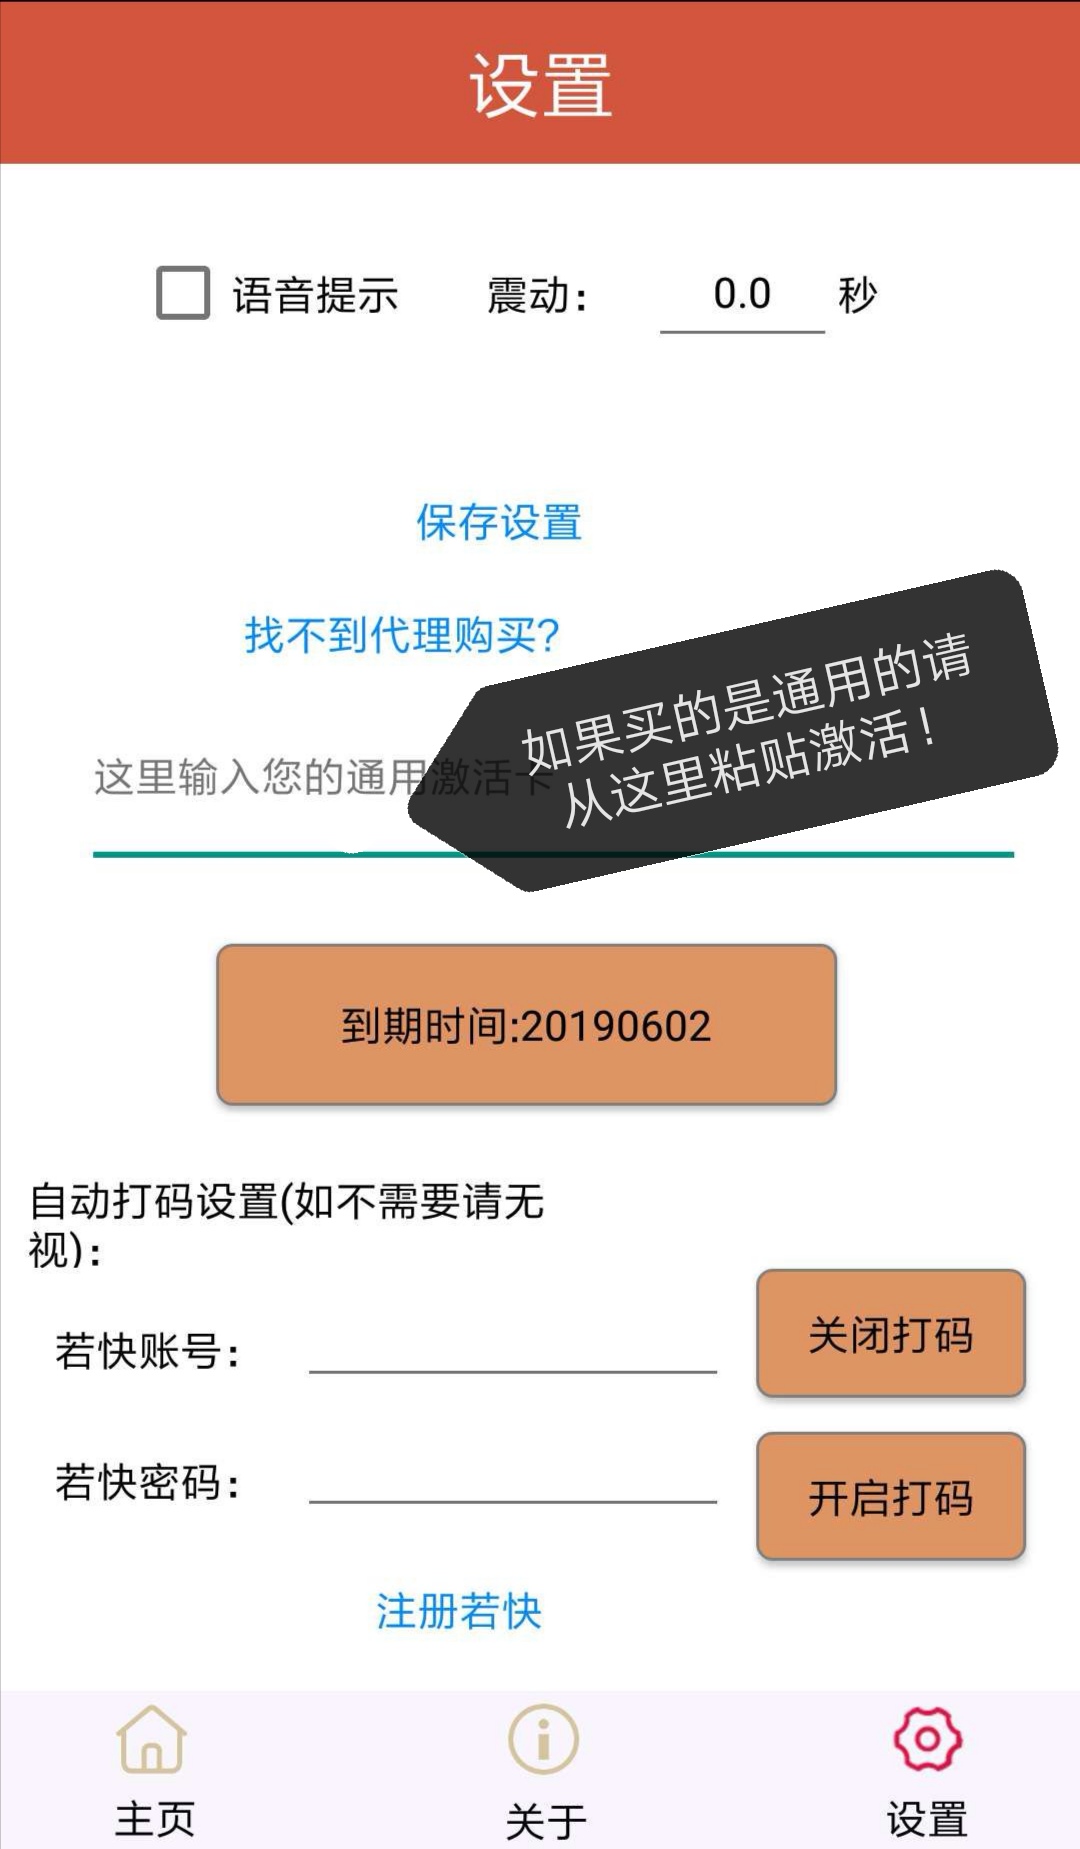 设置
语音提示 震动： 0.0 秒
保存设置
找不到代理购买?
如果买的是通用的请
从这里粘贴激活！
这里输入您的通用激活卡
到期时间:20190602
自动打码设置(如不需要请无
视)：
若快账号：
关闭打码
若快密码：
开启打码
注册若快
主页 关于 设置